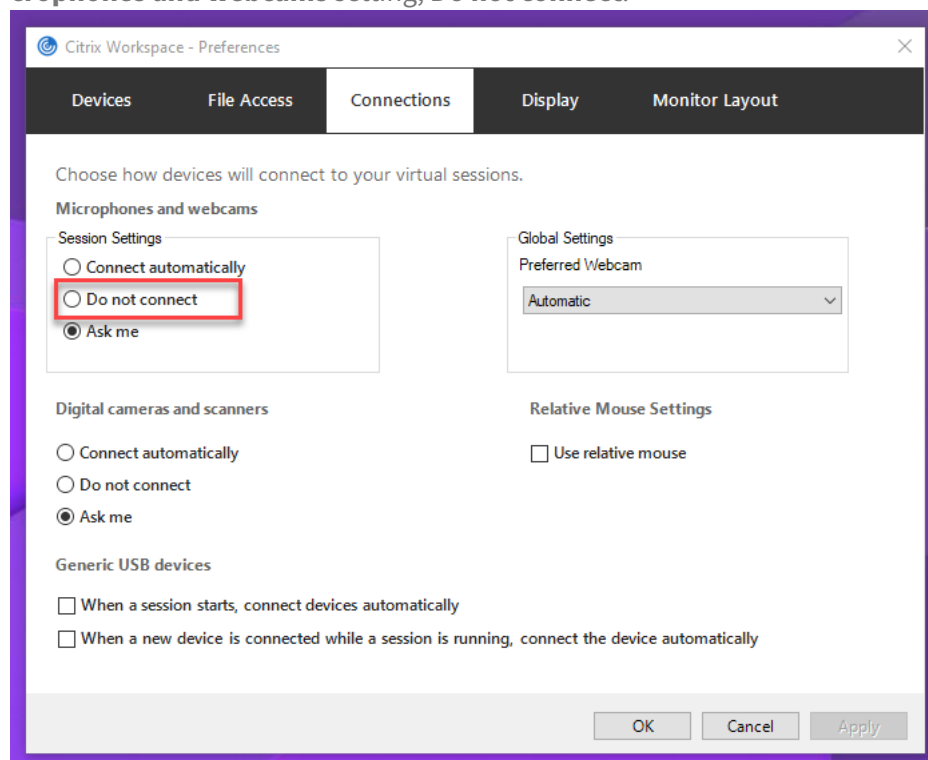 Citrix Workspace - Preferences
Devices File Access Connections Display Monitor Layout
Choose how devices will connect to your virtual sessions.
Microphones and webcams
Session Settings
Connect automatically
Do not connect
Ask me
Global Settings
Preferred Webcam
Automatic
Digital cameras and scanners
Connect automatically
Do not connect
Ask me
Relative Mouse Settings
Use relative mouse
Generic USB devices
When a session starts, connect devices automatically
When a new device is connected while a session is running, connect the device automatically
OK Cancel Apply